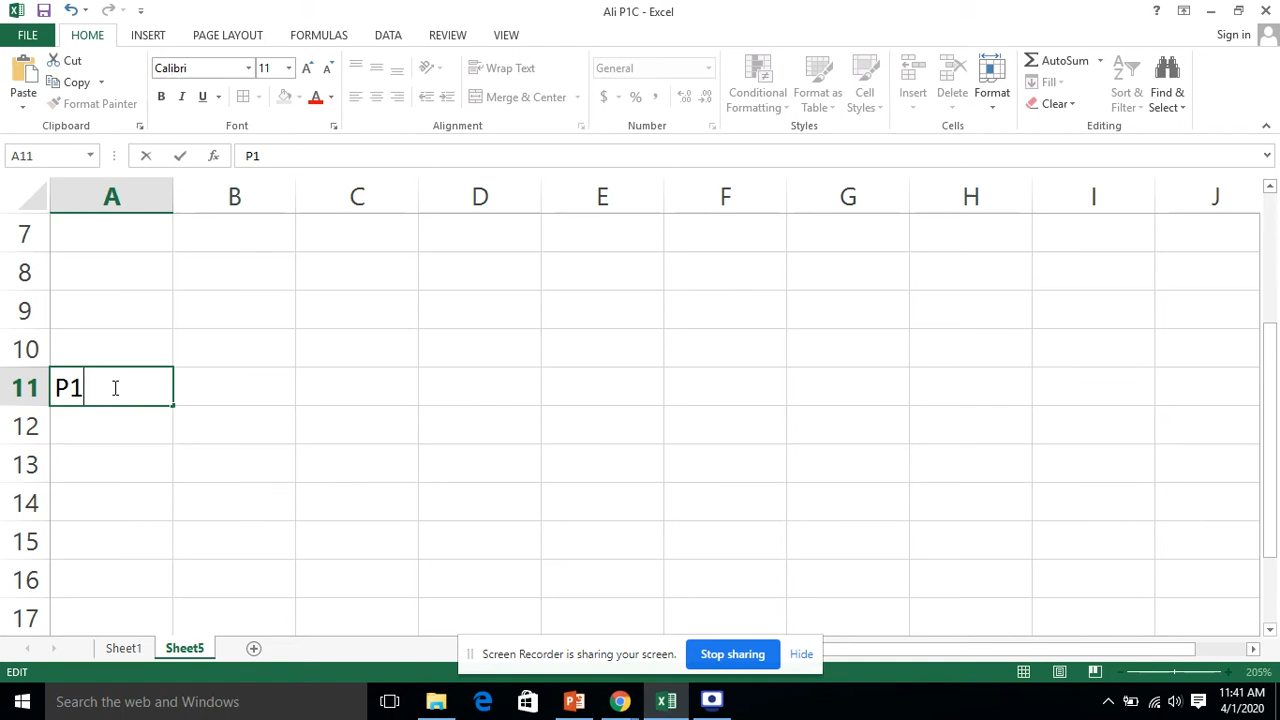 Ali P1C - Excel
?
FILE HOME INSERT PAGE LAYOUT FORMULAS DATA REVIEW VIEW Sign in
Paste Cut Copy Format Painter
Clipboard
Calibri 11 A A
B I U A
Font
Wrap Text
Merge & Center
Alignment
General
$ % ,
Number
Conditional Formatting Format as Table Cell Styles
Styles
Insert Delete Format
Cells
AutoSum Fill Clear Sort & Filter Find & Select
Editing
A11 fx P1
A B C D E F G H I J
7
8
9
10
11 P1
12
13
14
15
16
17
Sheet1 Sheet5
Screen Recorder is sharing your screen. Stop sharing Hide
EDIT 205%
Search the web and Windows
11:41 AM
4/1/2020